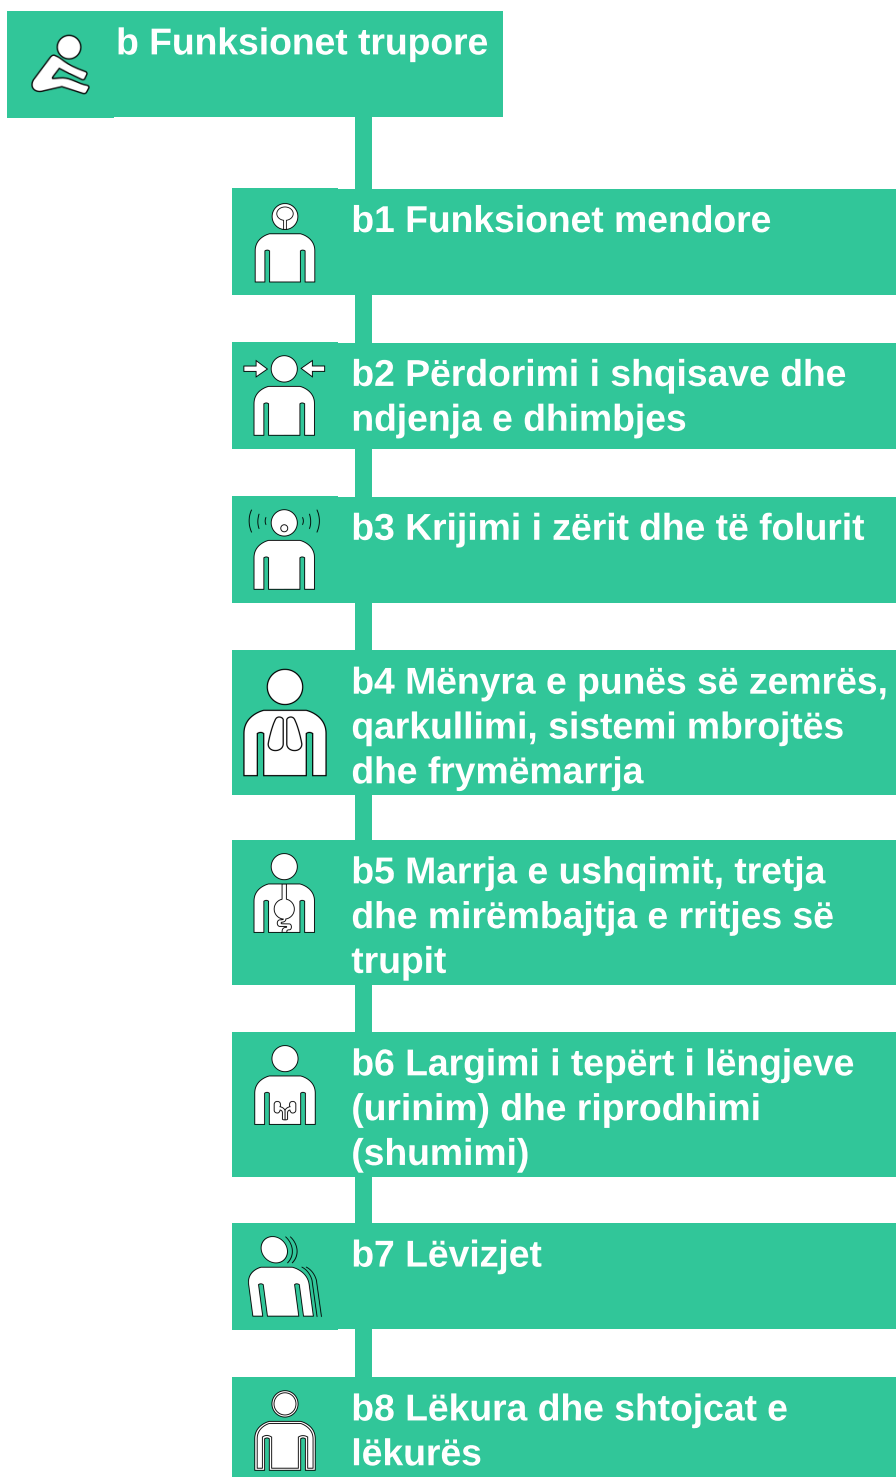 b Funksionet trupore
b1 Funksionet mendore
b2 Përdorimi i shqisave dhe
ndjenja e dhimbjes
b3 Krijimi i zërit dhe të folurit
b4 Mënyra e punës së zemrës,
qarkullimi, sistemi mbrojtës
dhe frymëmarrja
b5 Marrja e ushqimit, tretja
dhe mirëmbajtja e rritjes së
trupit
b6 Largimi i tepërt i lëngjeve
(urinim) dhe riprodhimi
(shumimi)
b7 Lëvizjet
b8 Lëkura dhe shtojcat e
lëkurës